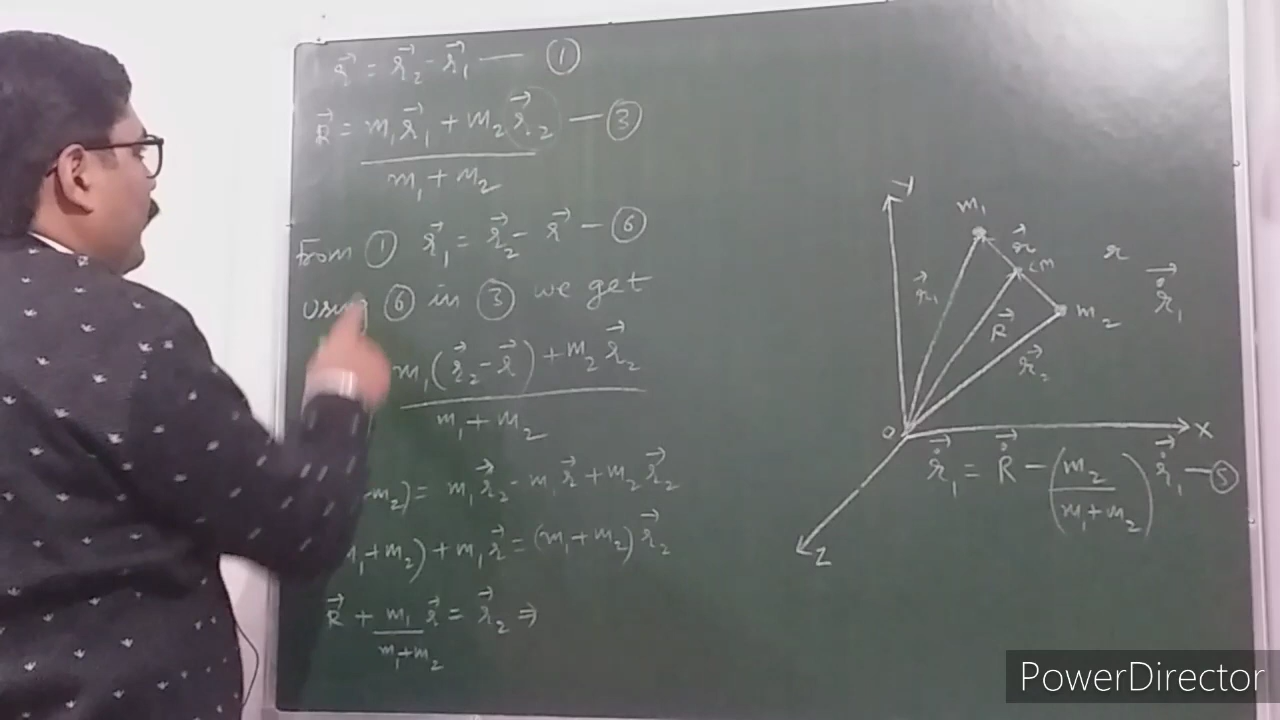 r⃗ = r⃗₂ - r⃗₁ — ①
R⃗ = m₁r⃗₁ + m₂r⃗₂ — ③
m₁ + m₂
from ① r⃗₁ = r⃗₂ - r⃗ - ⑥
using ⑥ in ③ we get
m₁(r⃗₂ - r⃗) + m₂r⃗₂
m₁ + m₂
m₂) = m₁r⃗₂ - m₁r⃗ + m₂r⃗₂
m₁+m₂) + m₁r⃗ = (m₁+m₂)r⃗₂
R⃗ + m₁ r⃗ = r⃗₂ ⇒
m₁+m₂
Y
m₁
r⃗
CM
r
r⃗₁
m₂
ṙ⃗₁
R⃗
r⃗₂
O
X
ṙ⃗₁ = Ṙ⃗ - (m₂ / m₁+m₂) ṙ⃗₁ — ⑤
Z
PowerDirector